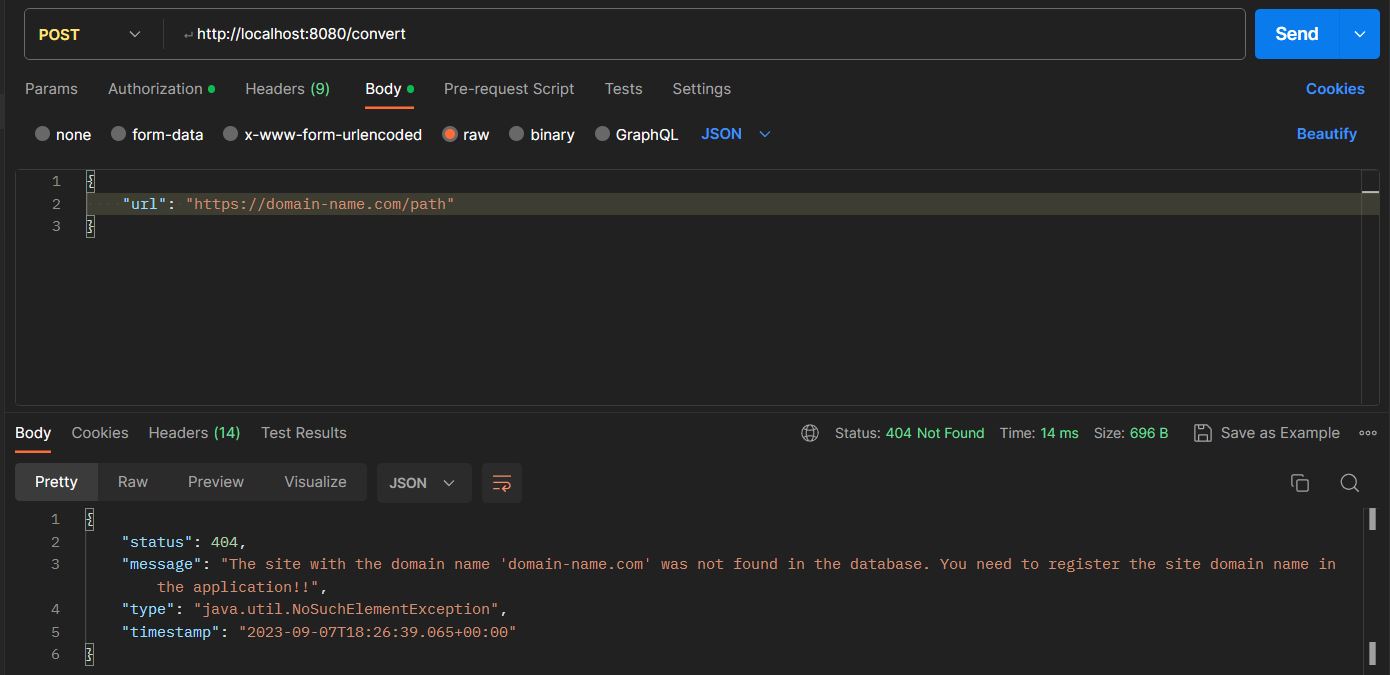 POST http://localhost:8080/convert Send
Params Authorization Headers (9) Body Pre-request Script Tests Settings Cookies
none form-data x-www-form-urlencoded raw binary GraphQL JSON Beautify
1 {
2 "url": "https://domain-name.com/path"
3 }
Body Cookies Headers (14) Test Results Status: 404 Not Found Time: 14 ms Size: 696 B Save as Example
Pretty Raw Preview Visualize JSON
1 {
2 "status": 404,
3 "message": "The site with the domain name 'domain-name.com' was not found in the database. You need to register the site domain name in
the application!!",
4 "type": "java.util.NoSuchElementException",
5 "timestamp": "2023-09-07T18:26:39.065+00:00"
6 }